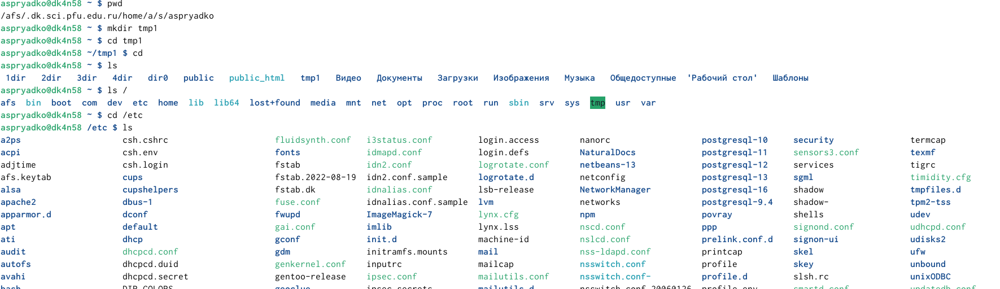 aspryadko@dk4n58 ~ $ pwd
/afs/.dk.sci.pfu.edu.ru/home/a/s/aspryadko
aspryadko@dk4n58 ~ $ mkdir tmp1
aspryadko@dk4n58 ~ $ cd tmp1
aspryadko@dk4n58 ~/tmp1 $ cd
aspryadko@dk4n58 ~ $ ls
1dir 2dir 3dir 4dir dir0 public public_html tmp1 Видео Документы Загрузки Изображения Музыка Общедоступные 'Рабочий стол' Шаблоны
aspryadko@dk4n58 ~ $ ls /
afs bin boot com dev etc home lib lib64 lost+found media mnt net opt proc root run sbin srv sys tmp usr var
aspryadko@dk4n58 ~ $ cd /etc
aspryadko@dk4n58 /etc $ ls
a2ps csh.cshrc fluidsynth.conf i3status.conf login.access nanorc postgresql-10 security termcap
acpi csh.env fonts idmapd.conf login.defs NaturalDocs postgresql-11 sensors3.conf texmf
adjtime csh.login fstab idn2.conf logrotate.conf netbeans-13 postgresql-12 services tigrc
afs.keytab cups fstab.2022-08-19 idn2.conf.sample logrotate.d netconfig postgresql-13 sgml timidity.cfg
alsa cupshelpers fstab.dk idnalias.conf lsb-release NetworkManager postgresql-16 shadow tmpfiles.d
apache2 dbus-1 fuse.conf idnalias.conf.sample lvm networks postgresql-9.4 shadow- tpm2-tss
apparmor.d dconf fwupd ImageMagick-7 lynx.cfg npm povray shells udev
apt default gai.conf imlib lynx.lss nscd.conf ppp signond.conf udhcpd.conf
ati dhcp gconf init.d machine-id nslcd.conf prelink.conf.d signon-ui udisks2
audit dhcpcd.conf gdm initramfs.mounts mail nss-ldapd.conf printcap skel ufw
autofs dhcpcd.duid genkernel.conf inputrc mailcap nsswitch.conf profile skey unbound
avahi dhcpcd.secret gentoo-release ipsec.conf mailutils.conf nsswitch.conf- profile.d slsh.rc unixODBC
bash DIR_COLORS geoclue ipsec.secrets mailutils.d nsswitch.conf.20060126 profile.env smartd.conf updatedb.conf